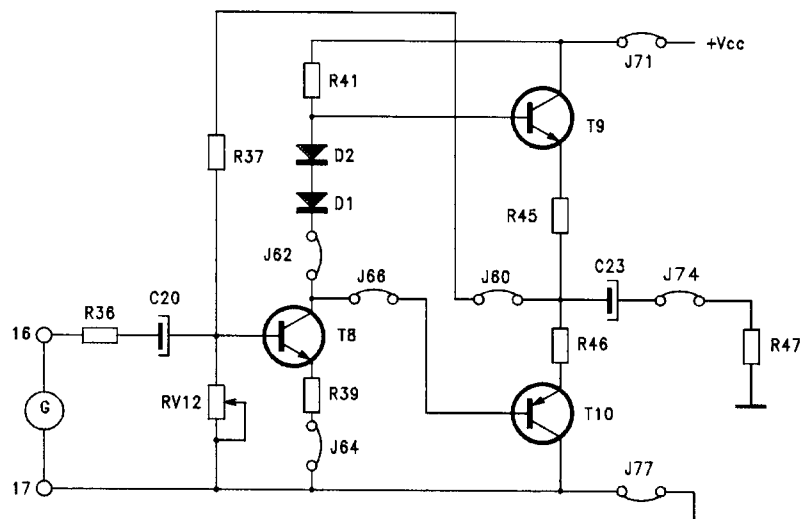 +Vcc
J71
R41
T9
R37
D2
D1
R45
J62
J66
J60
C23
J74
C20
16
R36
T8
R46
R47
G
RV12
R39
T10
J64
J77
17